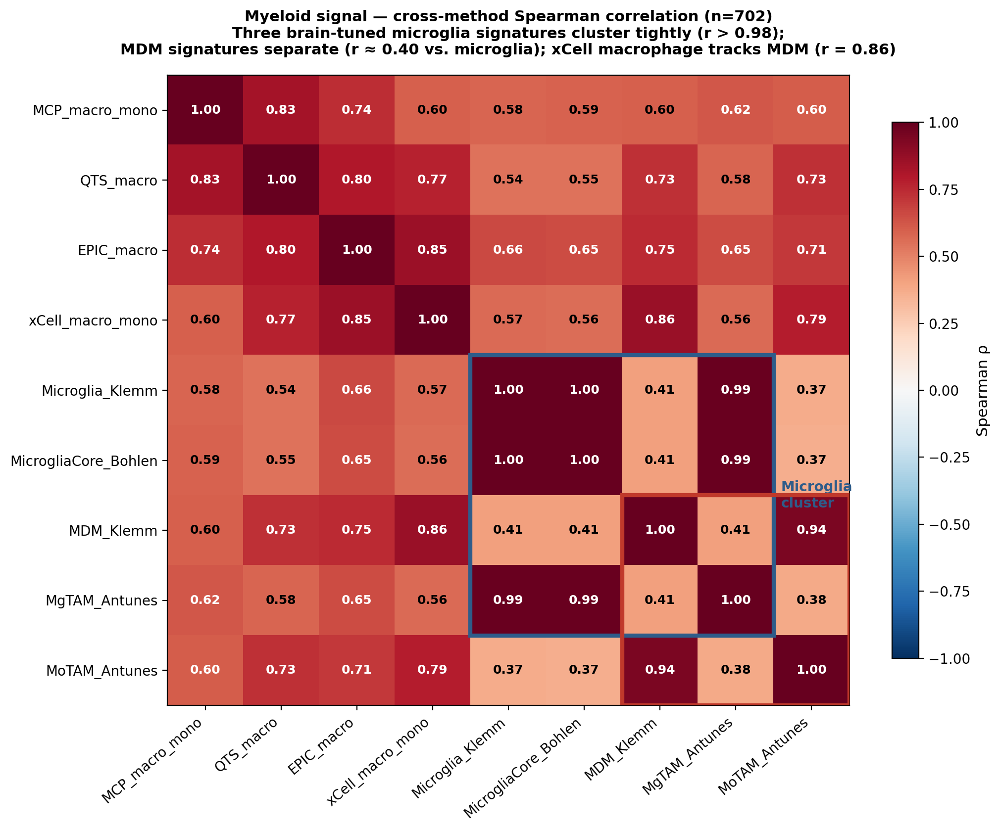 Myeloid signal — cross-method Spearman correlation (n=702)
Three brain-tuned microglia signatures cluster tightly (r > 0.98);
MDM signatures separate (r ≈ 0.40 vs. microglia); xCell macrophage tracks MDM (r = 0.86)
MCP_macro_mono 1.00 0.83 0.74 0.60 0.58 0.59 0.60 0.62 0.60
QTS_macro 0.83 1.00 0.80 0.77 0.54 0.55 0.73 0.58 0.73
EPIC_macro 0.74 0.80 1.00 0.85 0.66 0.65 0.75 0.65 0.71
xCell_macro_mono 0.60 0.77 0.85 1.00 0.57 0.56 0.86 0.56 0.79
Microglia_Klemm 0.58 0.54 0.66 0.57 1.00 1.00 0.41 0.99 0.37
MicrogliaCore_Bohlen 0.59 0.55 0.65 0.56 1.00 1.00 0.41 0.99 0.37
Microglia
cluster
MDM_Klemm 0.60 0.73 0.75 0.86 0.41 0.41 1.00 0.41 0.94
MgTAM_Antunes 0.62 0.58 0.65 0.56 0.99 0.99 0.41 1.00 0.38
MoTAM_Antunes 0.60 0.73 0.71 0.79 0.37 0.37 0.94 0.38 1.00
MCP_macro_mono
QTS_macro
EPIC_macro
xCell_macro_mono
Microglia_Klemm
MicrogliaCore_Bohlen
MDM_Klemm
MgTAM_Antunes
MoTAM_Antunes
1.00
0.75
0.50
0.25
0.00
−0.25
−0.50
−0.75
−1.00
Spearman ρ